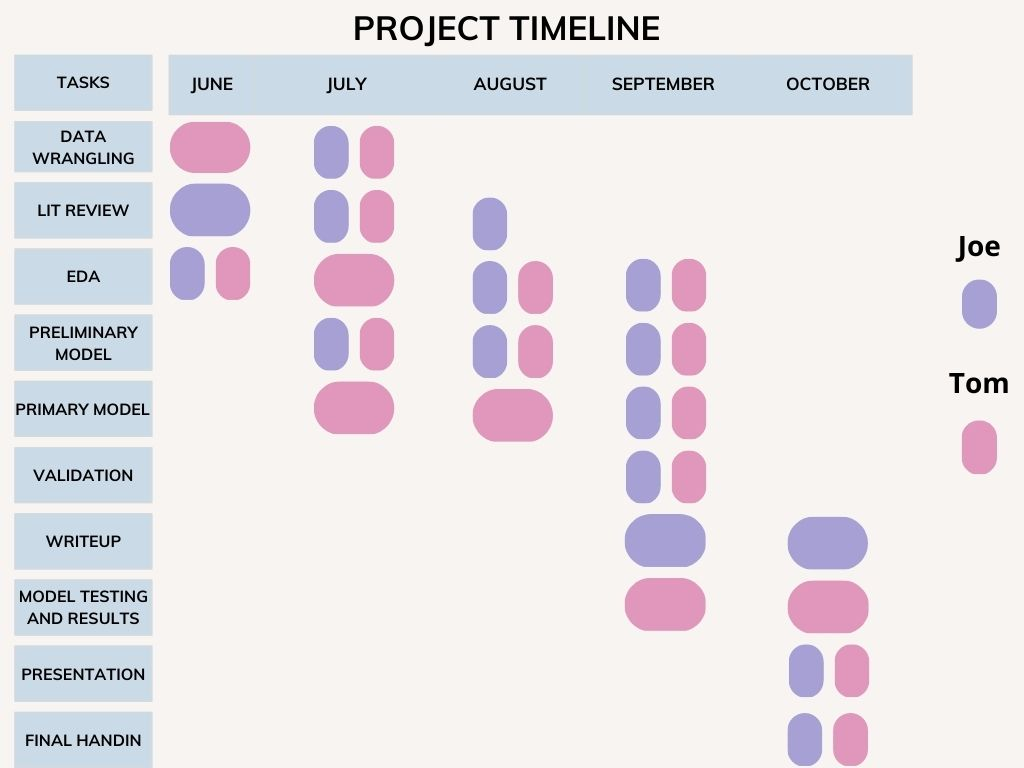 PROJECT TIMELINE
TASKS
JUNE
JULY
AUGUST
SEPTEMBER
OCTOBER
DATA
WRANGLING
LIT REVIEW
EDA
PRELIMINARY
MODEL
PRIMARY MODEL
VALIDATION
WRITEUP
MODEL TESTING
AND RESULTS
PRESENTATION
FINAL HANDIN
Joe
Tom